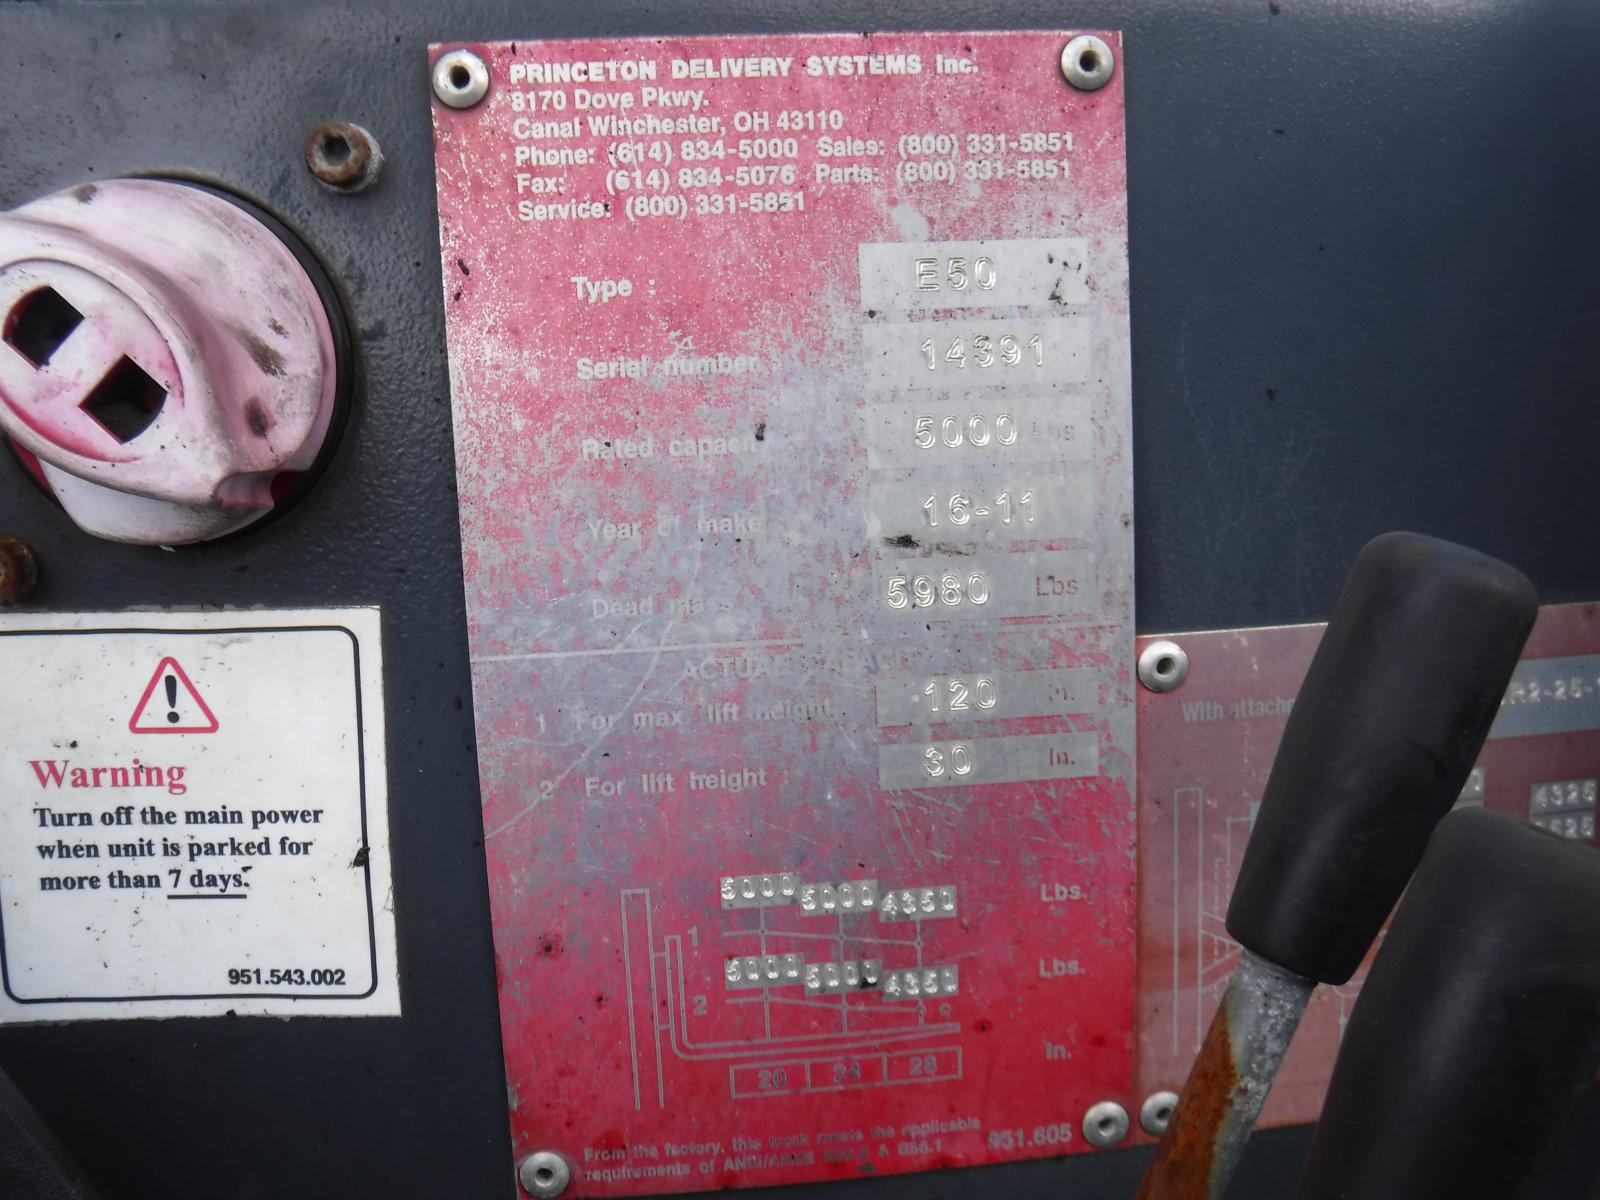 PRINCETON DELIVERY SYSTEMS Inc.
8170 Dove Pkwy.
Canal Winchester, OH 43110
Phone: (614) 834-5000 Sales: (800) 331-5851
Fax: (614) 834-5076 Parts: (800) 331-5851
Service: (800) 331-5851
Type : E50
Serial number 14391
Rated 5000 Lbs
Year of make 16-11
Dead 5980 Lbs
1 For max lift height 120 In.
2 For lift height : 30 In.
5000 5000 4350 Lbs.
1
5000 5000 4350 Lbs.
2
In.
20 24 28
From the factory, this truck meets the applicable
requirements of & B56.1
951.605
Warning
Turn off the main power
when unit is parked for
more than 7 days.
951.543.002
With
4325